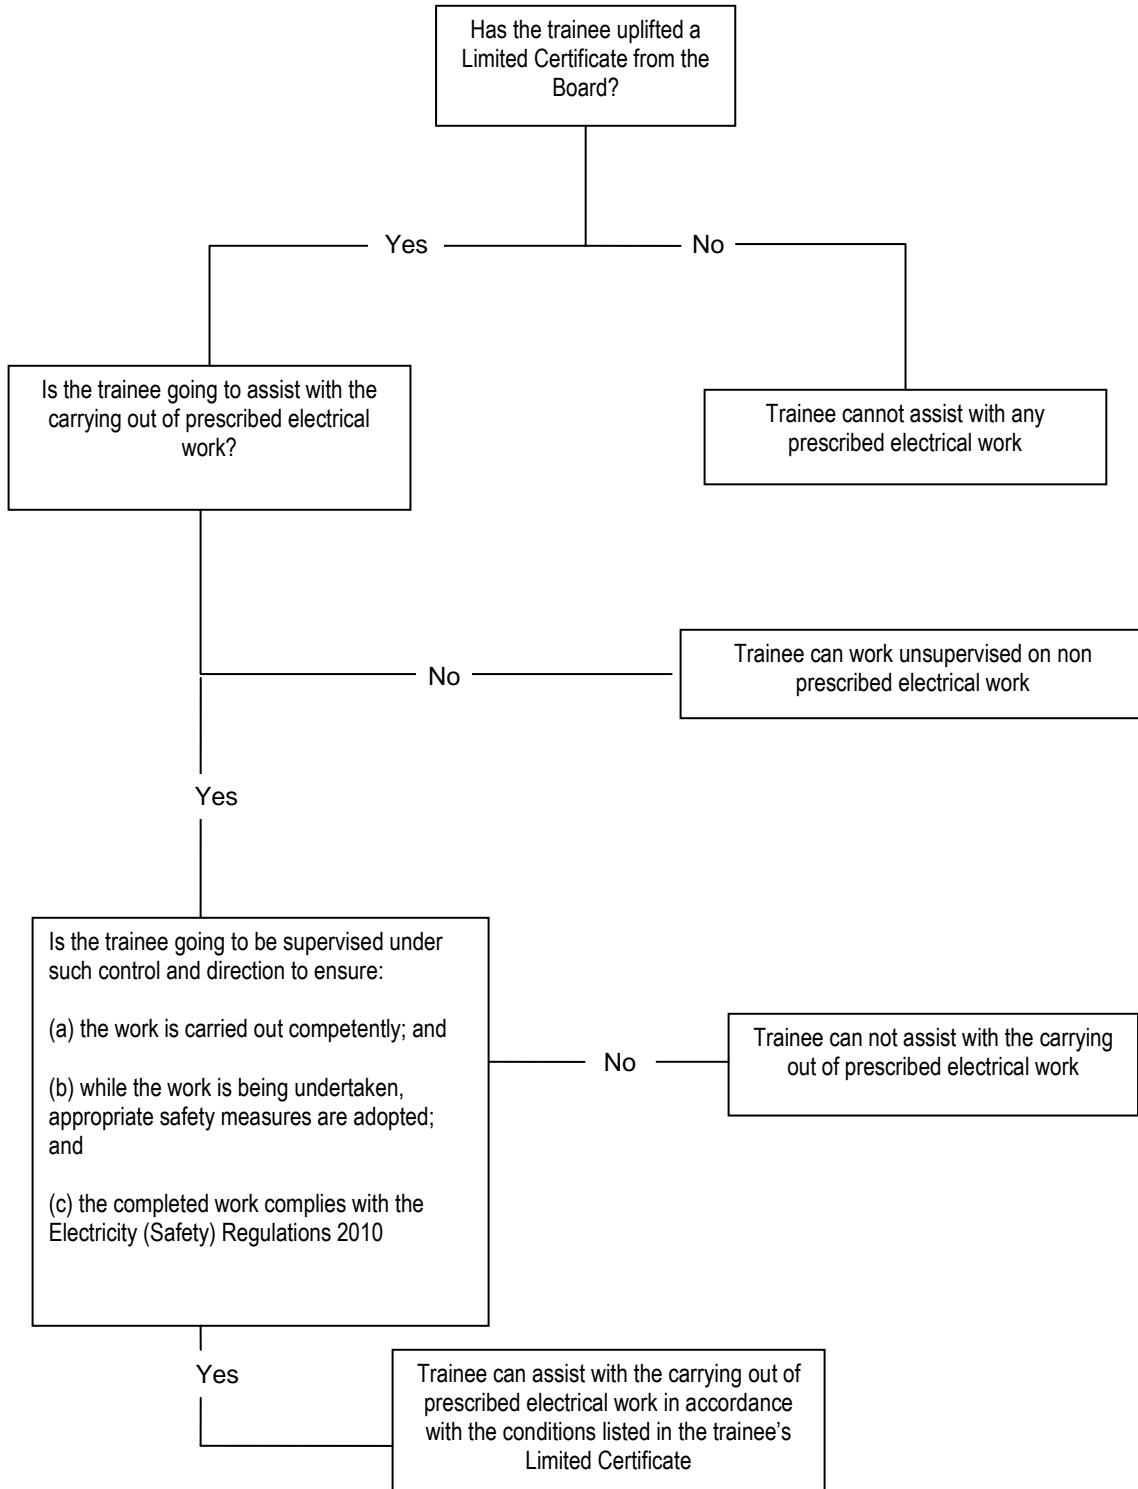 Has the trainee uplifted a
Limited Certificate from the
Board?
Yes
No
Is the trainee going to assist with the
carrying out of prescribed electrical
work?
Trainee cannot assist with any
prescribed electrical work
No
Trainee can work unsupervised on non
prescribed electrical work
Yes
Is the trainee going to be supervised under
such control and direction to ensure:
(a) the work is carried out competently; and
(b) while the work is being undertaken,
appropriate safety measures are adopted;
and
(c) the completed work complies with the
Electricity (Safety) Regulations 2010
No
Trainee can not assist with the carrying
out of prescribed electrical work
Yes
Trainee can assist with the carrying out of
prescribed electrical work in accordance
with the conditions listed in the trainee’s
Limited Certificate